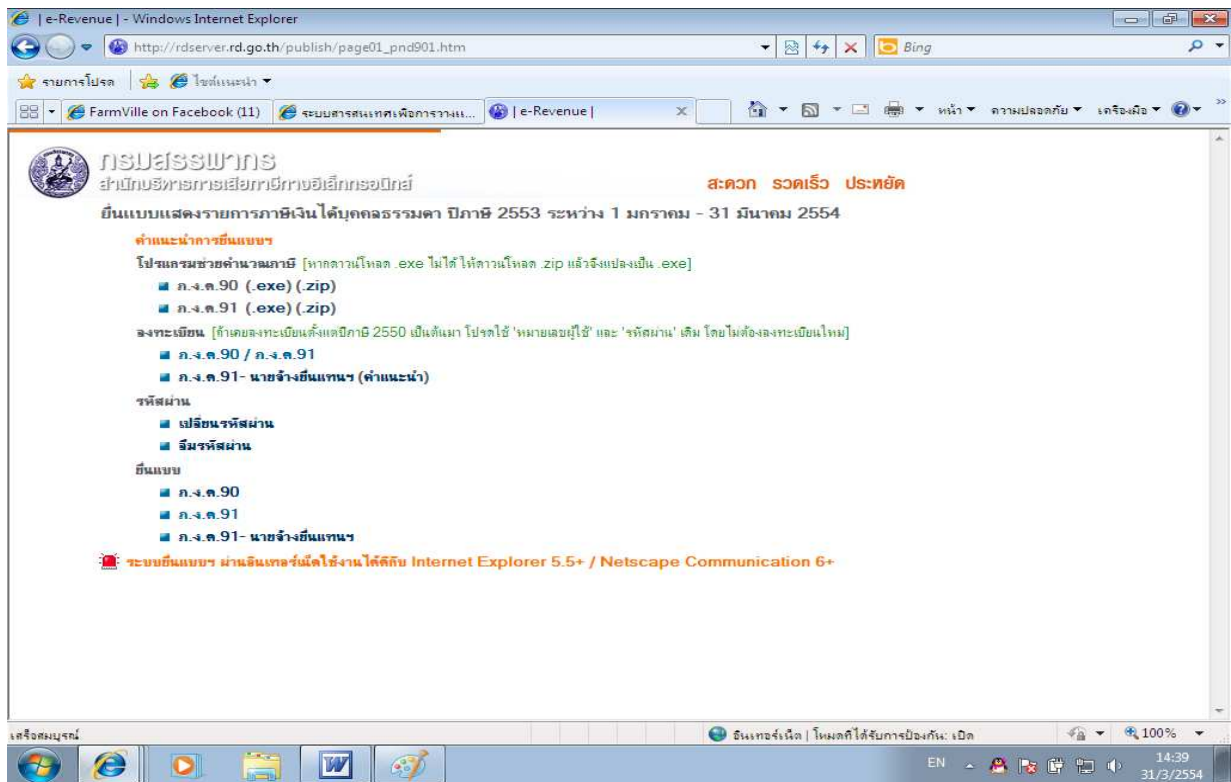 | e-Revenue | - Windows Internet Explorer
http://rdserver.rd.go.th/publish/page01_pnd901.htm
Bing
รายการโปรด
ไซต์แนะนำ
FarmVille on Facebook (11)
ระบบสารสนเทศเพื่อการวางแ...
| e-Revenue |
หน้า
ความปลอดภัย
เครื่องมือ
กรมสรรพากร
สำนักบริหารการเสียภาษีทางอิเล็กทรอนิกส์
สะดวก รวดเร็ว ประหยัด
ยื่นแบบแสดงรายการภาษีเงินได้บุคคลธรรมดา ปีภาษี 2553 ระหว่าง 1 มกราคม - 31 มีนาคม 2554
คำแนะนำการยื่นแบบฯ
โปรแกรมช่วยคำนวณภาษี [หากดาวน์โหลด .exe ไม่ได้ ให้ดาวน์โหลด .zip แล้วจึงแปลงเป็น .exe]
ภ.ง.ด.90 (.exe) (.zip)
ภ.ง.ด.91 (.exe) (.zip)
ลงทะเบียน [ถ้าเคยลงทะเบียนตั้งแต่ปีภาษี 2550 เป็นต้นมา โปรดใช้ 'หมายเลขผู้ใช้' และ 'รหัสผ่าน' เดิม โดยไม่ต้องลงทะเบียนใหม่]
ภ.ง.ด.90 / ภ.ง.ด.91
ภ.ง.ด.91- นายจ้างยื่นแทนฯ (คำแนะนำ)
รหัสผ่าน
เปลี่ยนรหัสผ่าน
ลืมรหัสผ่าน
ยื่นแบบ
ภ.ง.ด.90
ภ.ง.ด.91
ภ.ง.ด.91- นายจ้างยื่นแทนฯ
ระบบยื่นแบบฯ ผ่านอินเทอร์เน็ตใช้งานได้ดีกับ Internet Explorer 5.5+ / Netscape Communication 6+
เสร็จสมบูรณ์
อินเทอร์เน็ต | โหมดที่ได้รับการป้องกัน: เปิด
100%
EN
14:39
31/3/2554